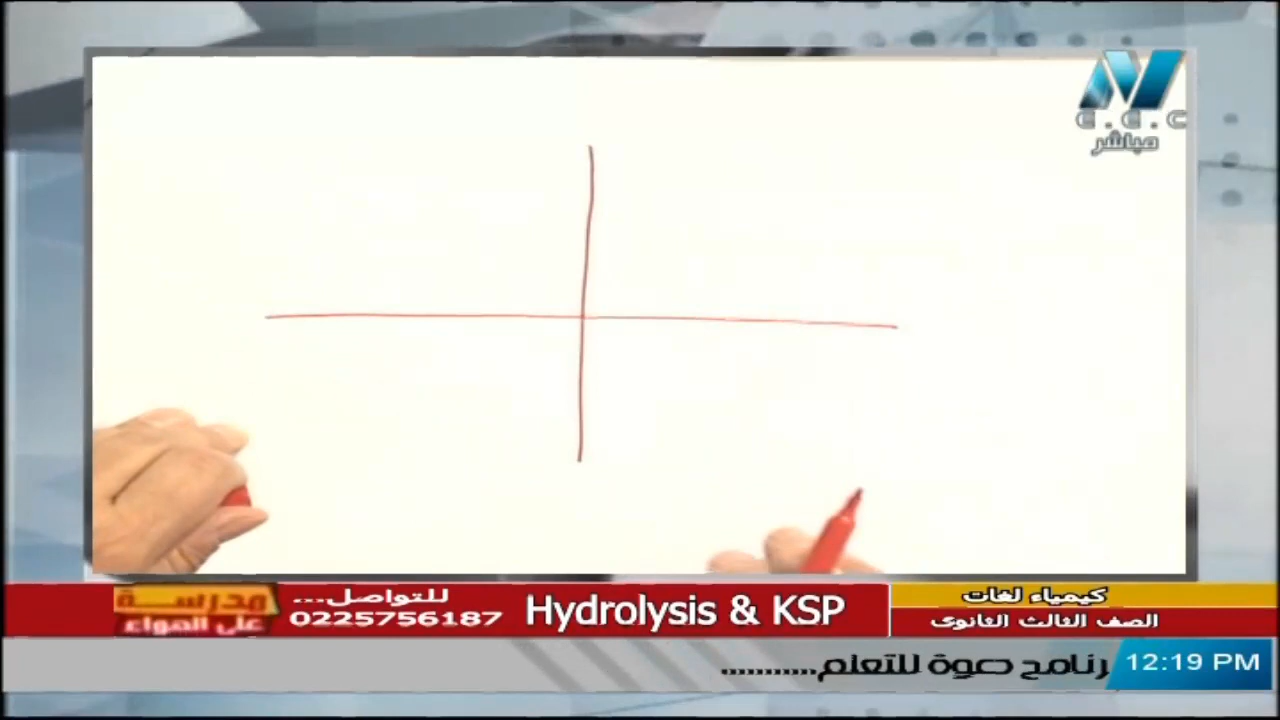 e.e.c
مباشر
مدرسة
على الهواء
للتواصل...
0225756187
Hydrolysis & KSP
كيمياء لغات
الصف الثالث الثانوى
رنامج صوة للتعلم...........
12:19 PM